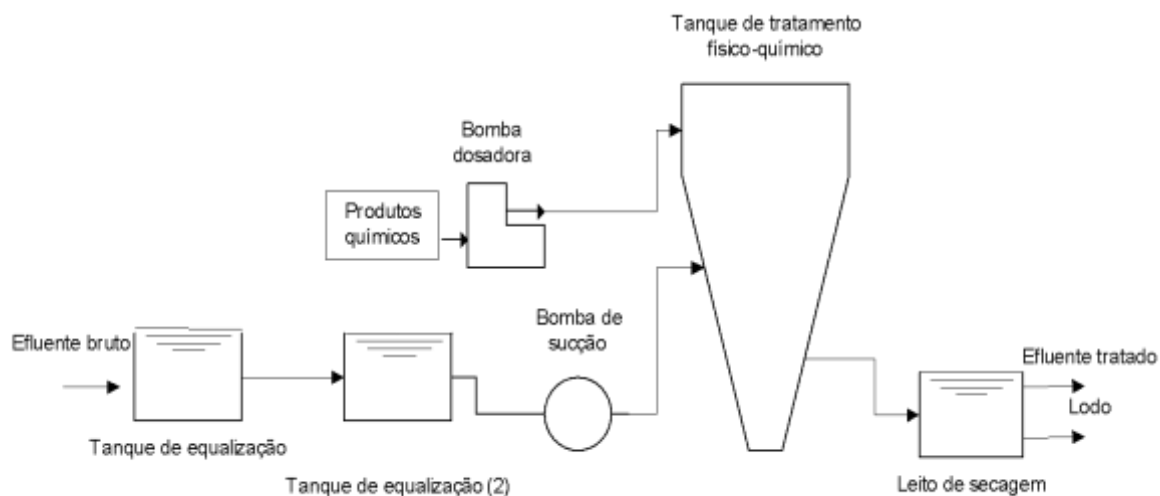 Tanque de tratamento
físico-químico
Bomba
dosadora
Produtos
químicos
Bomba de
sucção
Efluente bruto
Efluente tratado
Lodo
Tanque de equalização
Tanque de equalização (2)
Leito de secagem